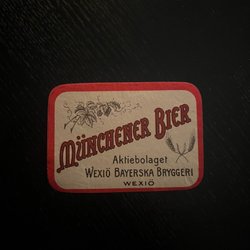 MÜNCHENER BIER
Aktiebolaget
WEXIÖ BAYERSKA BRYGGERI
WEXIÖ